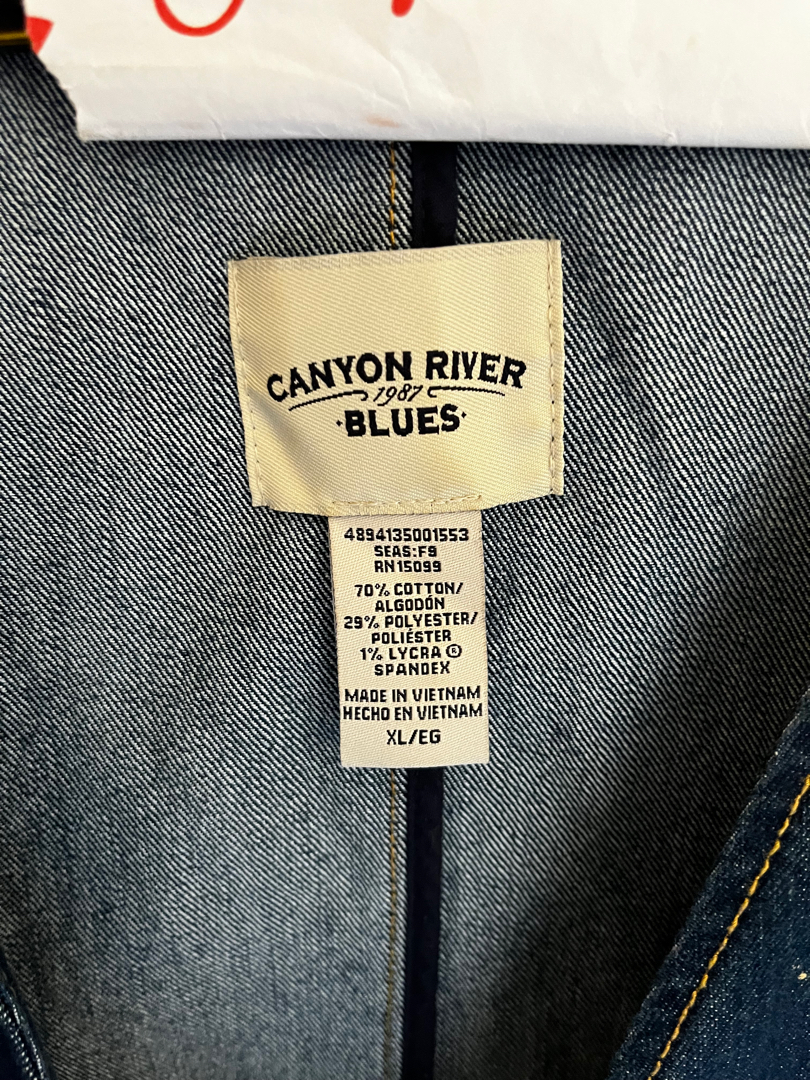 CANYON RIVER
1987
·BLUES·
4894135001553
SEAS:F9
RN15099
70% COTTON/
ALGODÓN
29% POLYESTER/
POLIÉSTER
1% LYCRA ®
SPANDEX
MADE IN VIETNAM
HECHO EN VIETNAM
XL/EG